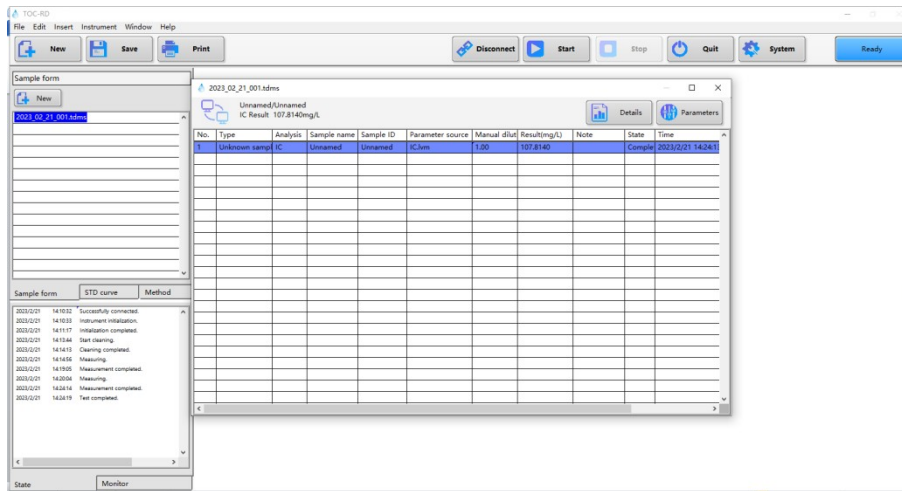 TOC-RD
File Edit Insert Instrument Window Help
New Save Print Disconnect Start Stop Quit System Ready
Sample form
New
2023_02_21_001.tdms
Sample form STD curve Method
2023/2/21 14:10:32 Successfully connected.
2023/2/21 14:10:33 Instrument initialization.
2023/2/21 14:11:17 Initialization completed.
2023/2/21 14:13:44 Start cleaning.
2023/2/21 14:14:13 Cleaning completed.
2023/2/21 14:14:56 Measuring.
2023/2/21 14:19:05 Measurement completed.
2023/2/21 14:20:04 Measuring.
2023/2/21 14:24:14 Measurement completed.
2023/2/21 14:24:19 Test completed.
State Monitor
2023_02_21_001.tdms
Unnamed/Unnamed
IC Result 107.8140mg/L
Details Parameters
No. Type Analysis Sample name Sample ID Parameter source Manual dilut Result(mg/L) Note State Time
1 Unknown sampl IC Unnamed Unnamed IC.lvm 1.00 107.8140 Comple 2023/2/21 14:24:1